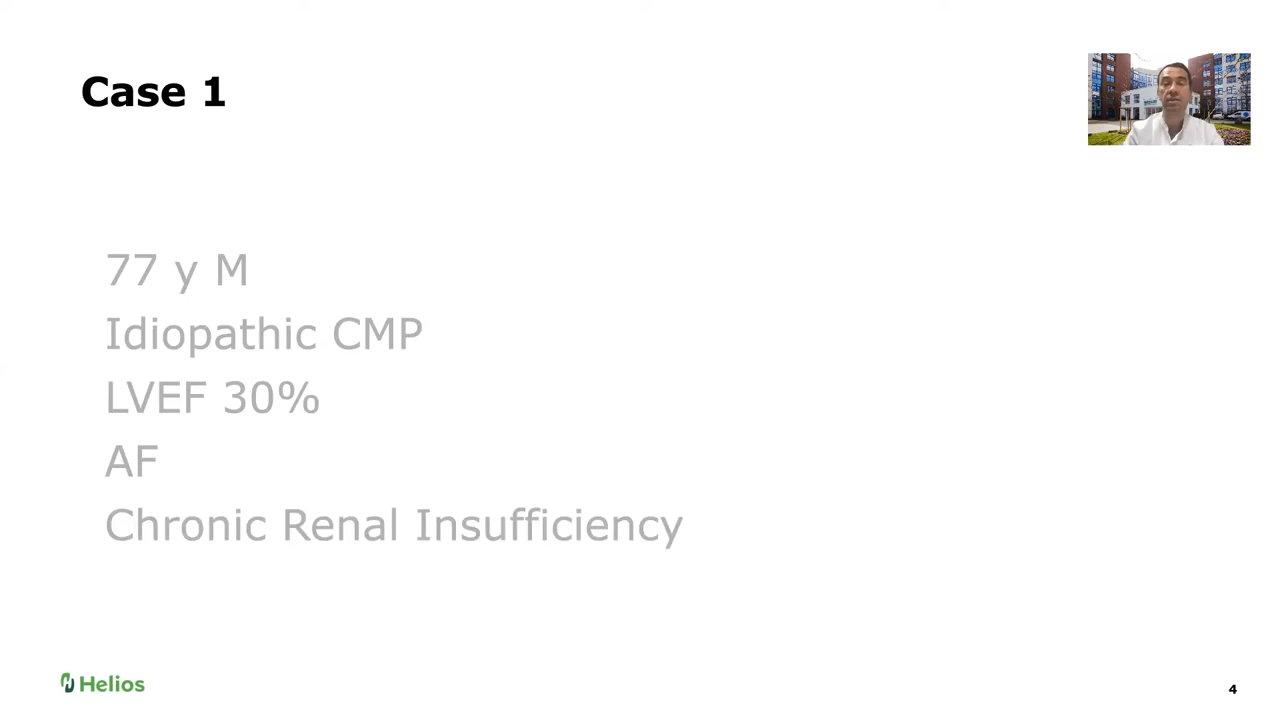 Case 1
77 y M
Idiopathic CMP
LVEF 30%
AF
Chronic Renal Insufficiency
Helios
4